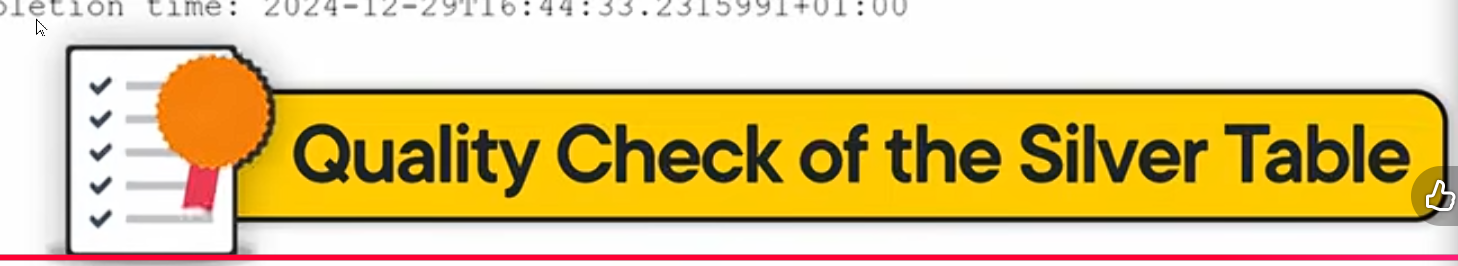 pletion time: 2024-12-29T16:44:33.2315991+01:00
Quality Check of the Silver Table